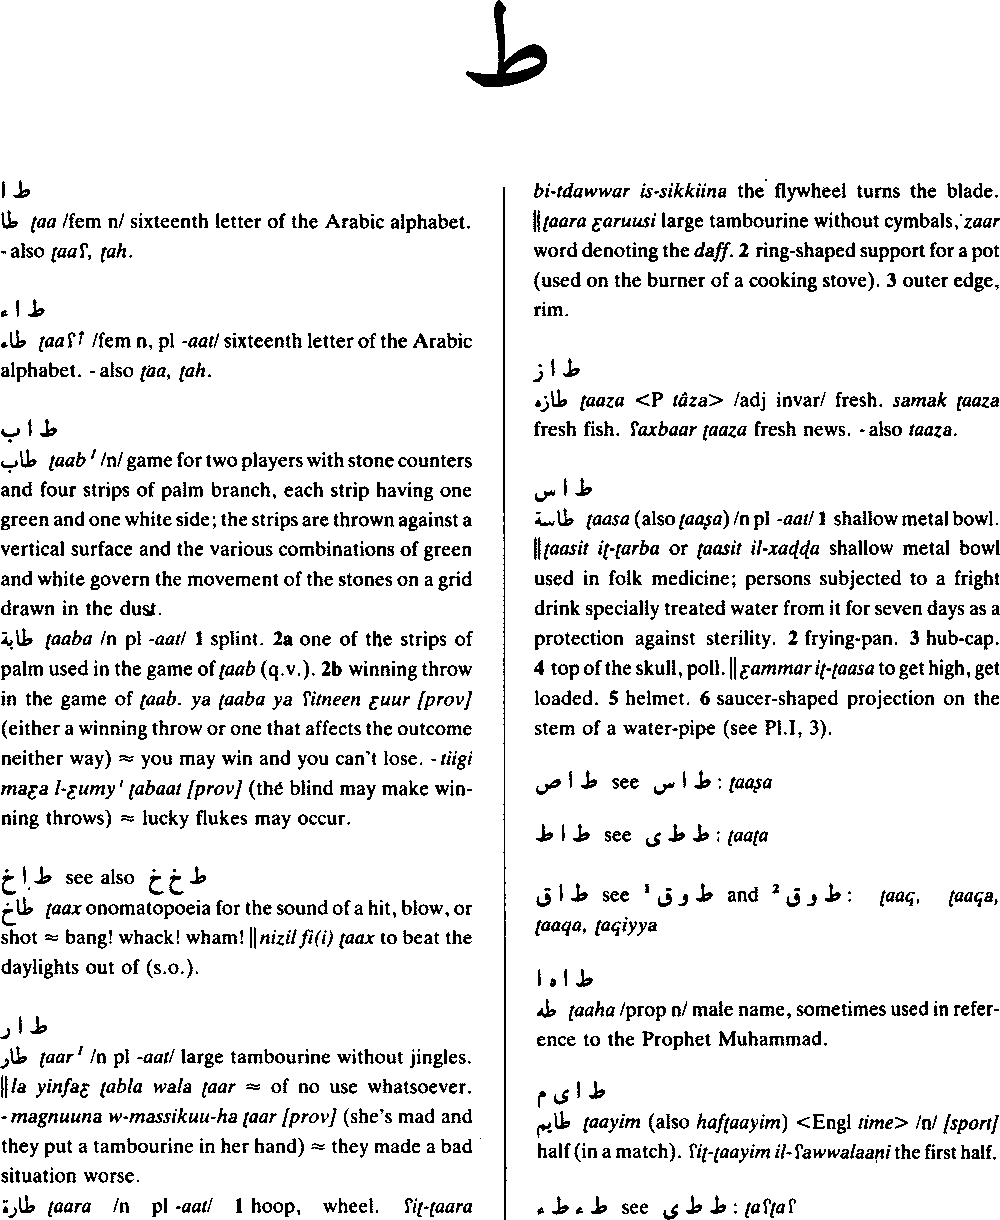 ط
ط ا
طا ṭaa /fem n/ sixteenth letter of the Arabic alphabet.
- also ṭaaʕ, ṭah.
ط ا ء
طاء ṭaaʕ¹ /fem n, pl -aat/ sixteenth letter of the Arabic
alphabet. - also ṭaa, ṭah.
ط ا ب
طاب ṭaab¹ /n/ game for two players with stone counters
and four strips of palm branch, each strip having one
green and one white side; the strips are thrown against a
vertical surface and the various combinations of green
and white govern the movement of the stones on a grid
drawn in the dust.
طابة ṭaaba /n pl -aat/ 1 splint. 2a one of the strips of
palm used in the game of ṭaab (q.v.). 2b winning throw
in the game of ṭaab. ya ṭaaba ya ʕitneen ƹuur [prov]
(either a winning throw or one that affects the outcome
neither way) ≈ you may win and you can't lose. - tiigi
maƹa l-ƹumy¹ ṭabaat [prov] (the blind may make win-
ning throws) ≈ lucky flukes may occur.
ط ا خ see also ط خ خ
طاخ ṭaax onomatopoeia for the sound of a hit, blow, or
shot ≈ bang! whack! wham! ‖nizil fi(i) ṭaax to beat the
daylights out of (s.o.).
ط ا ر
طار ṭaar¹ /n pl -aat/ large tambourine without jingles.
‖la yinfaƹ ṭabla wala ṭaar ≈ of no use whatsoever.
- magnuuna w-massikuu-ha ṭaar [prov] (she's mad and
they put a tambourine in her hand) ≈ they made a bad
situation worse.
طارة ṭaara /n pl -aat/ 1 hoop, wheel. ʕiṭ-ṭaara
bi-tdawwar is-sikkiina the flywheel turns the blade.
‖ṭaara ƹaruusi large tambourine without cymbals, zaar
word denoting the daff. 2 ring-shaped support for a pot
(used on the burner of a cooking stove). 3 outer edge,
rim.
ط ا ز
طازه ṭaaza <P tâza> /adj invar/ fresh. samak ṭaaza
fresh fish. ʕaxbaar ṭaaza fresh news. - also taaẓa.
ط ا س
طاسة ṭaasa (also ṭaaṣa) /n pl -aat/ 1 shallow metal bowl.
‖ṭaasit iṭ-ṭarba or ṭaasit il-xaḍḍa shallow metal bowl
used in folk medicine; persons subjected to a fright
drink specially treated water from it for seven days as a
protection against sterility. 2 frying-pan. 3 hub-cap.
4 top of the skull, poll. ‖ƹammar iṭ-ṭaasa to get high, get
loaded. 5 helmet. 6 saucer-shaped projection on the
stem of a water-pipe (see Pl.I, 3).
ط ا ص see ط ا س : ṭaaṣa
ط ا ط see ط ط ى : ṭaaṭa
ط ا ق see ط و ق ¹ and ط و ق ² : ṭaaq̣, ṭaaq̣a,
ṭaaqa, ṭaq̣iyya
ط ا ه ا
طه ṭaaha /prop n/ male name, sometimes used in refer-
ence to the Prophet Muhammad.
ط ا ى م
طايم ṭaayim (also hafṭaayim) <Engl time> /n/ [sport]
half (in a match). ʕiṭ-ṭaayim il-ʕawwalaaṇi the first half.
ط ء ط ء see ط ط ى : ṭaʕṭaʕ